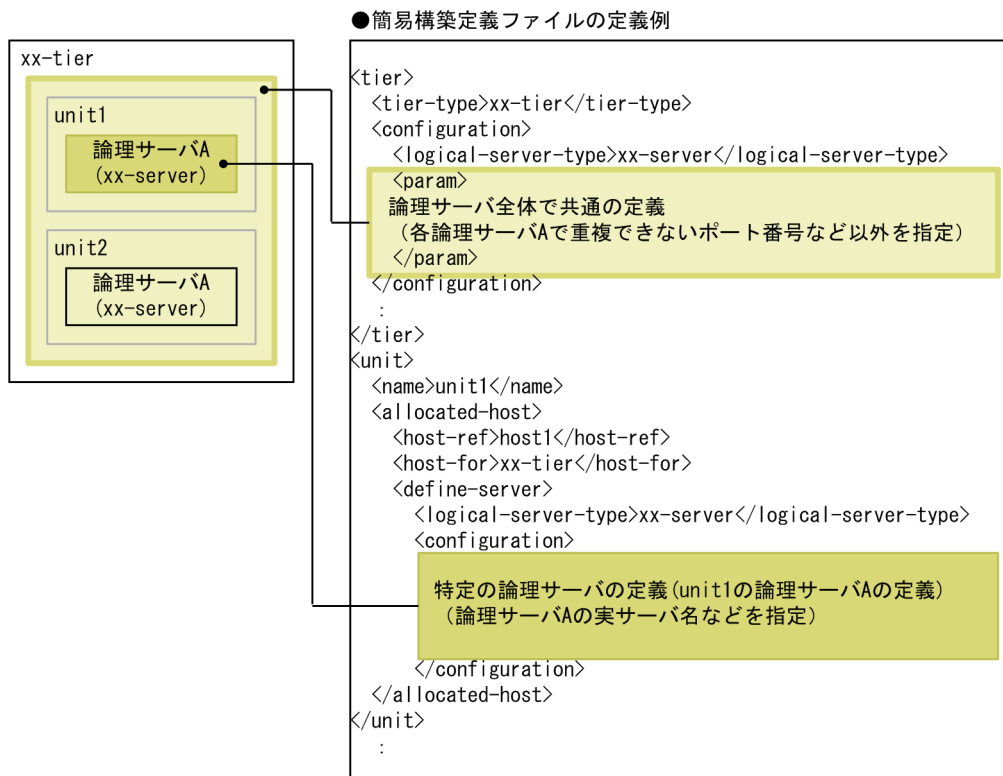 ●簡易構築定義ファイルの定義例
xx-tier
unit1
論理サーバA
(xx-server)
unit2
論理サーバA
(xx-server)
<tier>
<tier-type>xx-tier</tier-type>
<configuration>
<logical-server-type>xx-server</logical-server-type>
<param>
論理サーバ全体で共通の定義
(各論理サーバAで重複できないポート番号など以外を指定)
</param>
</configuration>
:
</tier>
<unit>
<name>unit1</name>
<allocated-host>
<host-ref>host1</host-ref>
<host-for>xx-tier</host-for>
<define-server>
<logical-server-type>xx-server</logical-server-type>
<configuration>
特定の論理サーバの定義(unit1の論理サーバAの定義)
(論理サーバAの実サーバ名などを指定)
</configuration>
</allocated-host>
</unit>
: